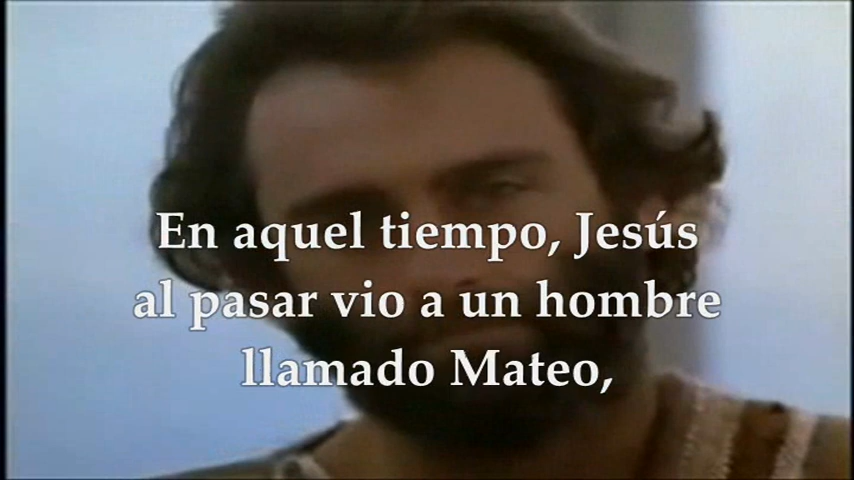 En aquel tiempo, Jesús
al pasar vio a un hombre
llamado Mateo,